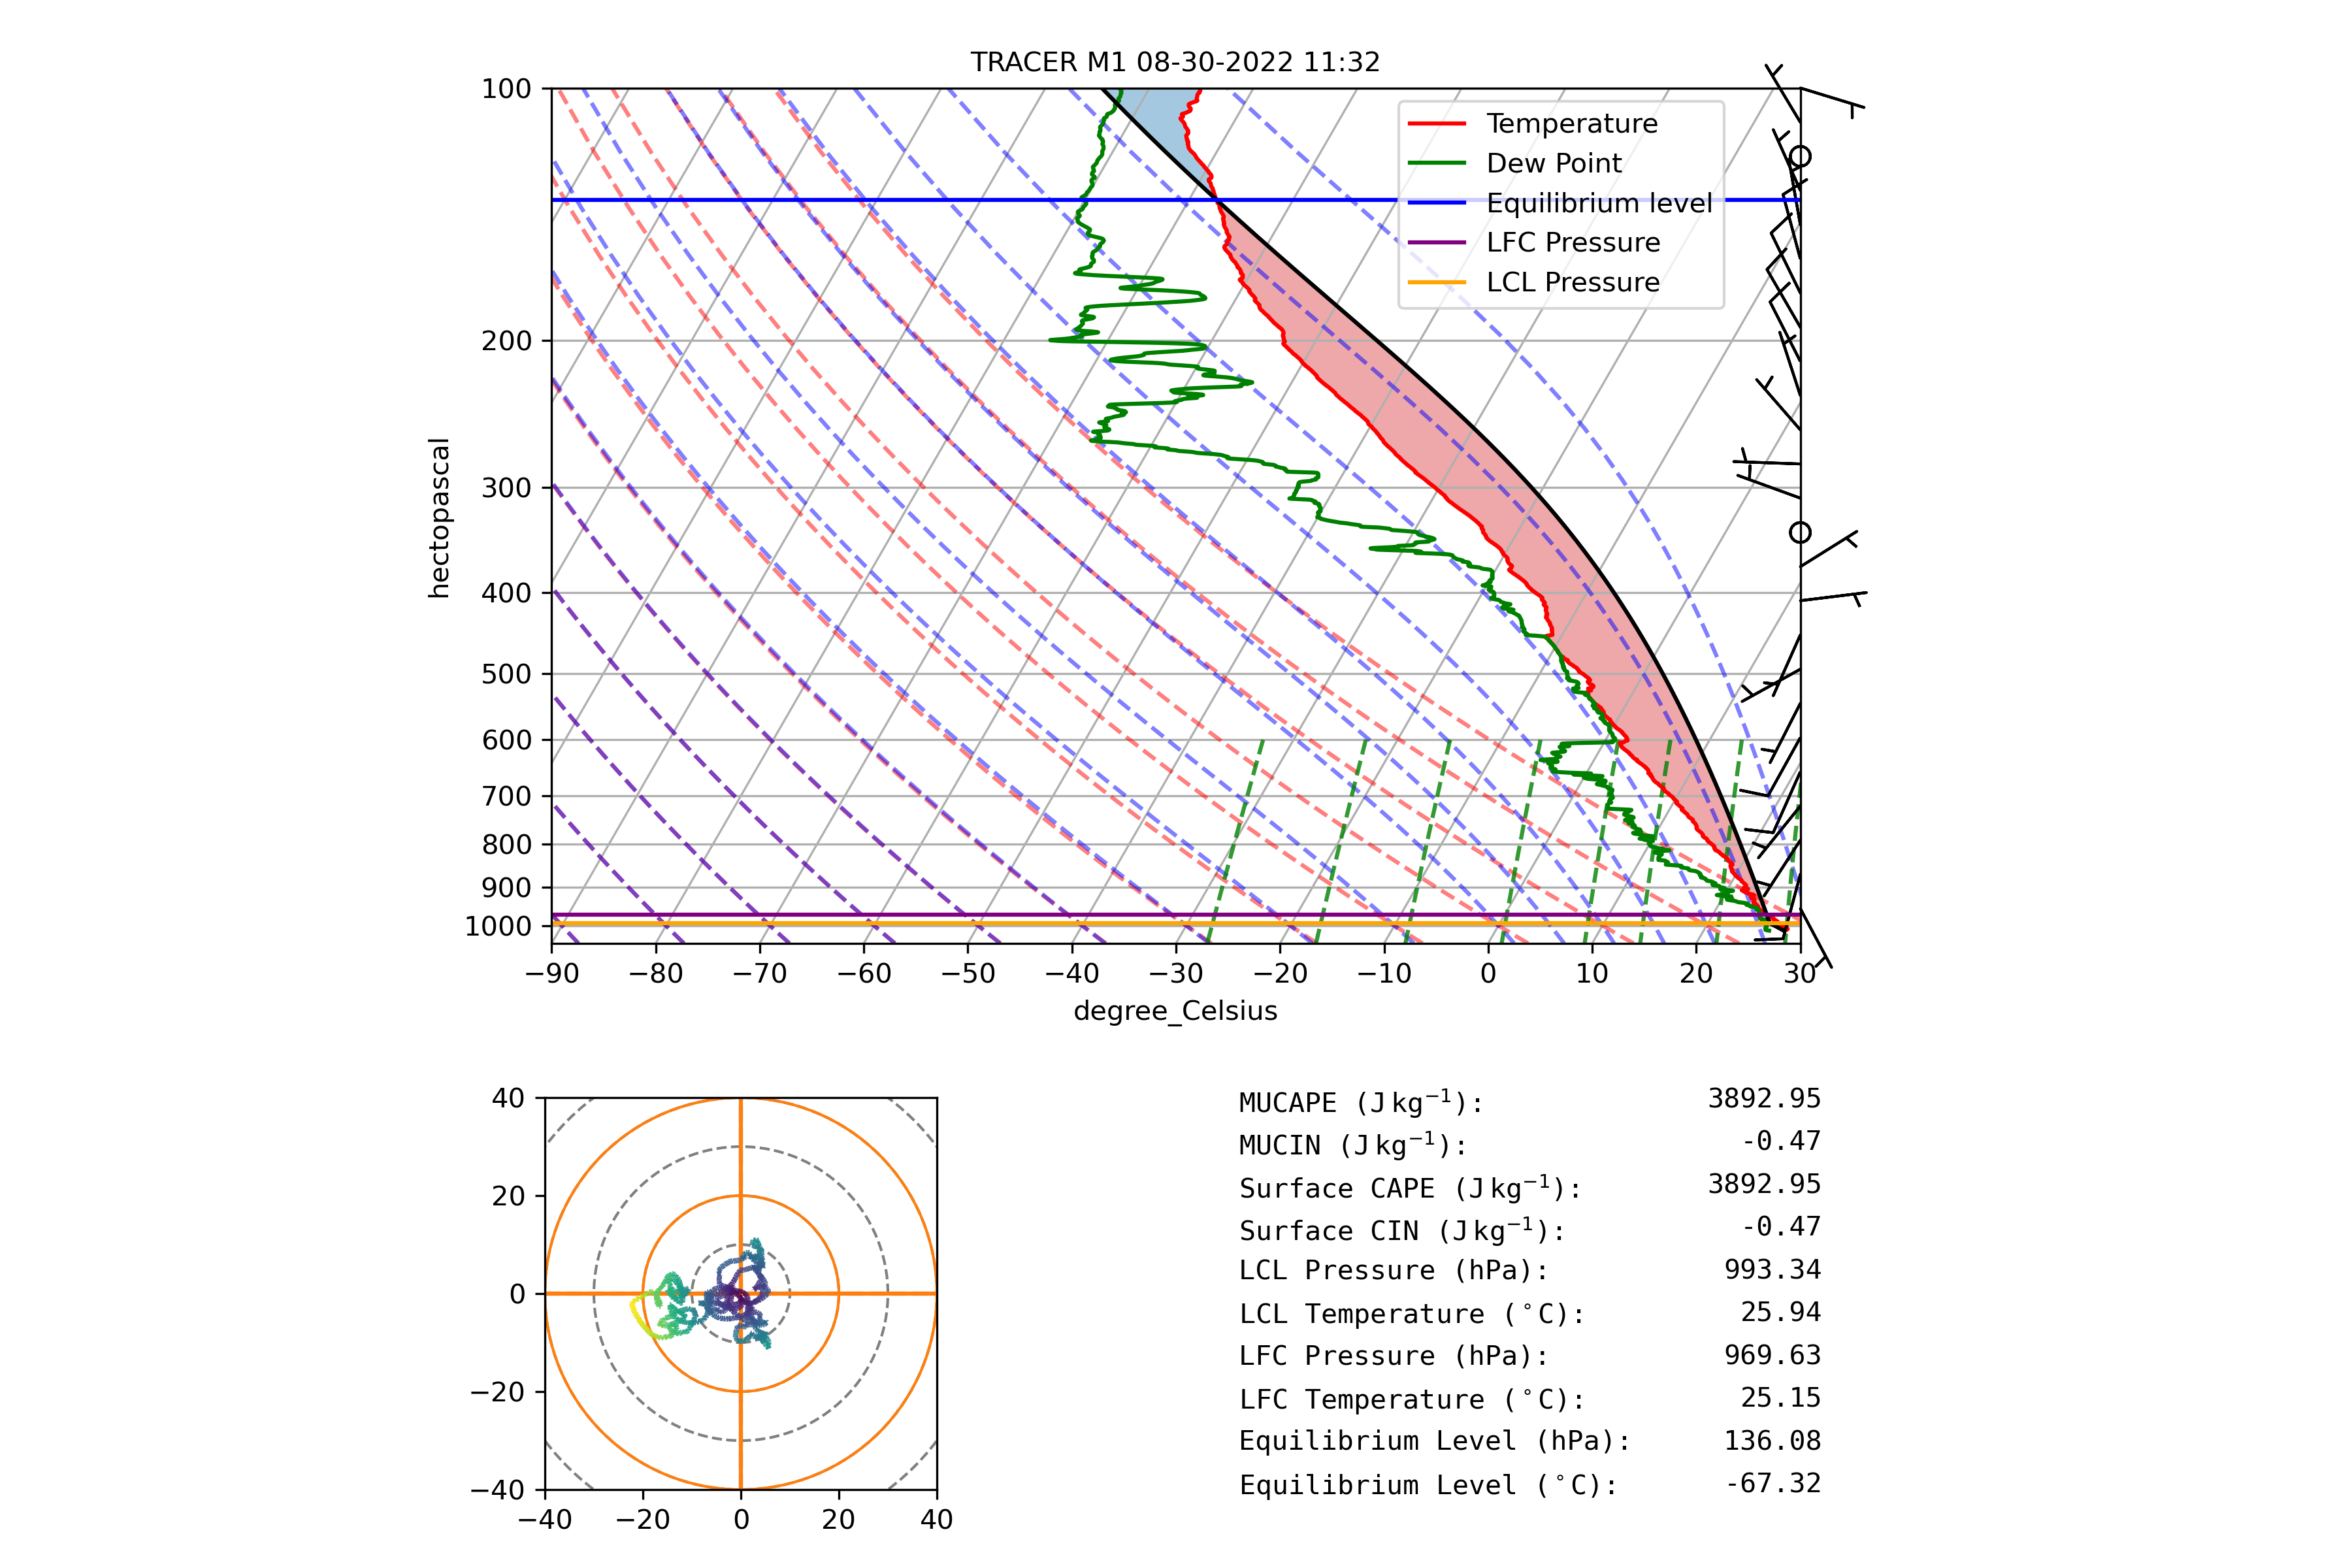 TRACER M1 08-30-2022 11:32
100
200
300
400
500
600
700
800
900
1000
hectopascal
Temperature
Dew Point
Equilibrium level
LFC Pressure
LCL Pressure
−90 −80 −70 −60 −50 −40 −30 −20 −10 0 10 20 30
degree_Celsius
40
20
0
−20
−40
−40 −20 0 20 40
MUCAPE (J kg⁻¹): 3892.95
MUCIN (J kg⁻¹): -0.47
Surface CAPE (J kg⁻¹): 3892.95
Surface CIN (J kg⁻¹): -0.47
LCL Pressure (hPa): 993.34
LCL Temperature (°C): 25.94
LFC Pressure (hPa): 969.63
LFC Temperature (°C): 25.15
Equilibrium Level (hPa): 136.08
Equilibrium Level (°C): -67.32